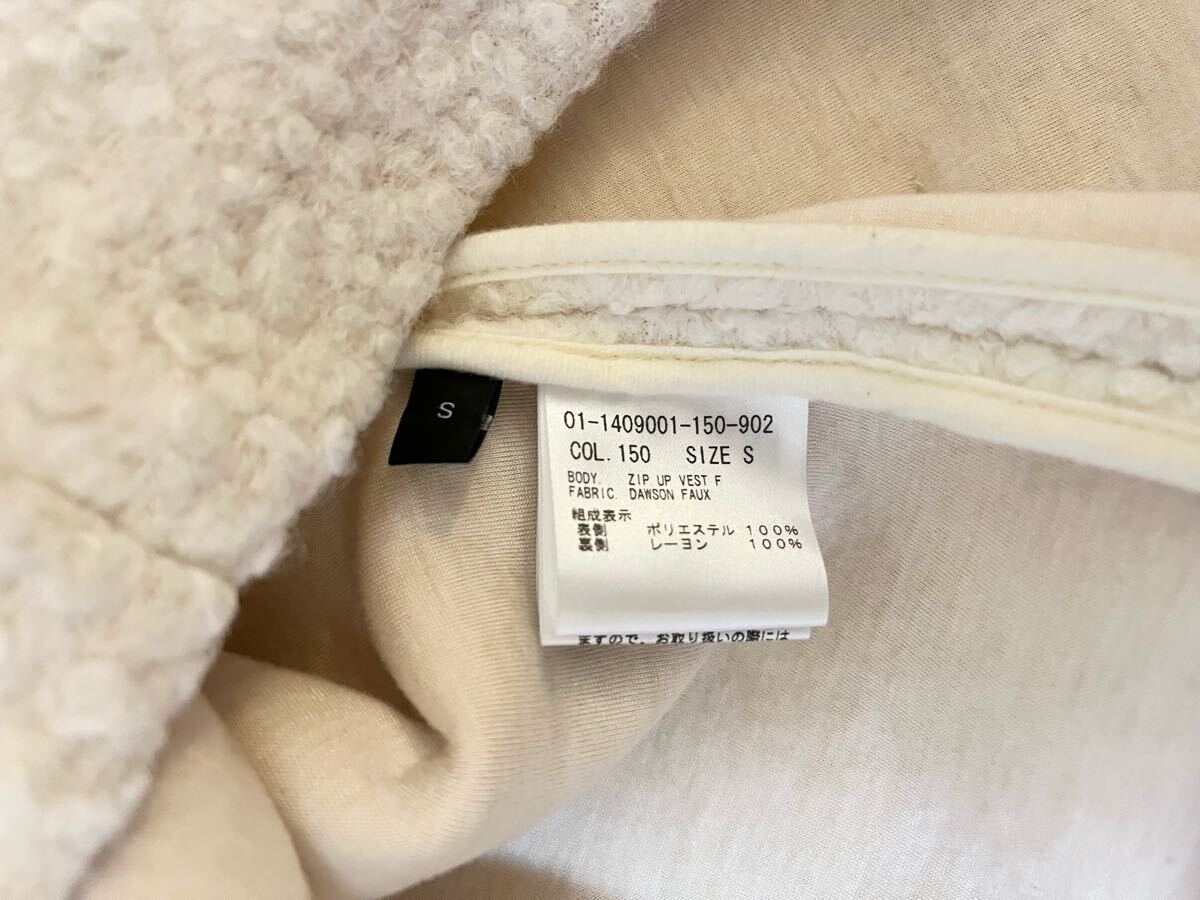 S
01-1409001-150-902
COL. 150 SIZE S
BODY. ZIP UP VEST F
FABRIC. DAWSON FAUX
組成表示
表側 ポリエステル 100%
裏側 レーヨン 100%
ますので、お取り扱いの際には